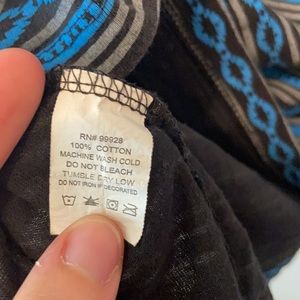 RN# 99928
100% COTTON
MACHINE WASH COLD
DO NOT BLEACH
TUMBLE DRY LOW
DO NOT IRON IF DECORATED